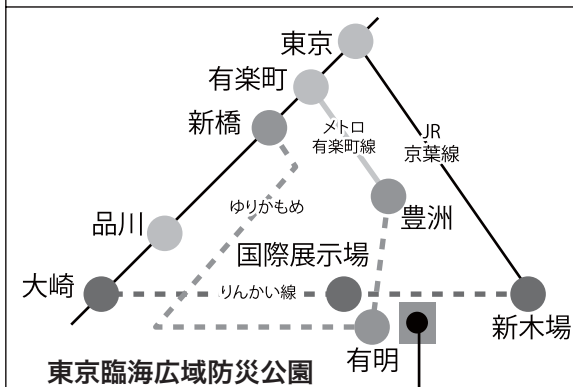 東京
有楽町
新橋
メトロ
有楽町線
JR
京葉線
ゆりかもめ
豊洲
品川
国際展示場
大崎
りんかい線
新木場
有明
東京臨海広域防災公園